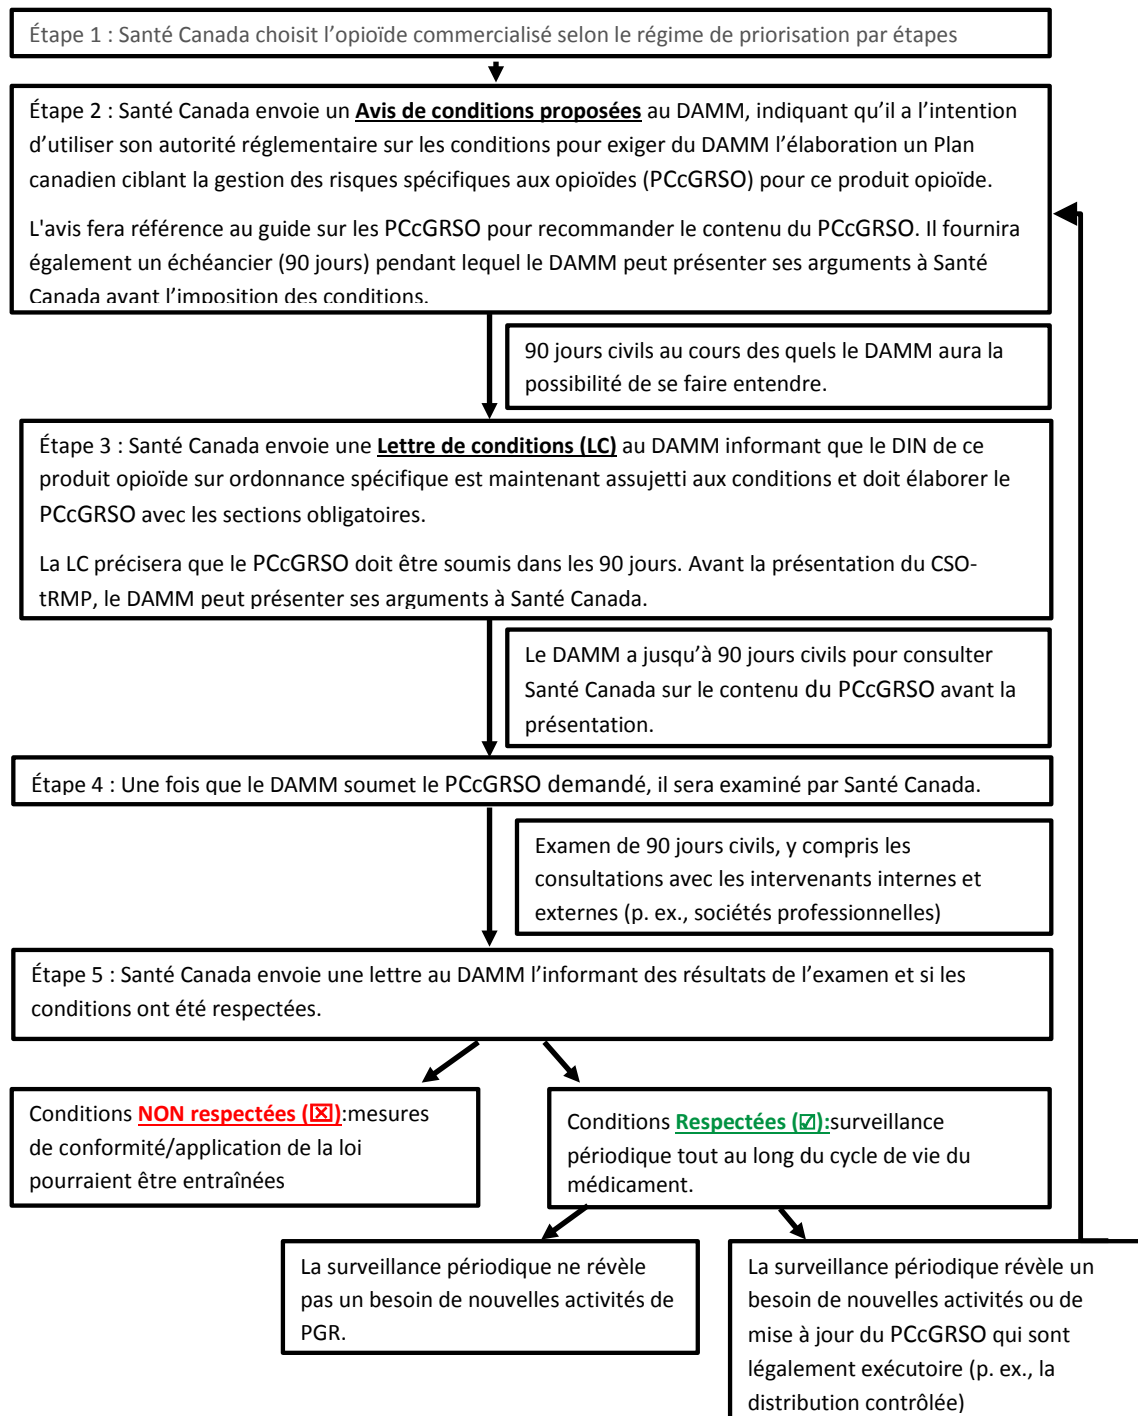 Étape 1 : Santé Canada choisit l’opioïde commercialisé selon le régime de priorisation par étapes
Étape 2 : Santé Canada envoie un Avis de conditions proposées au DAMM, indiquant qu’il a l’intention
d’utiliser son autorité réglementaire sur les conditions pour exiger du DAMM l’élaboration un Plan
canadien ciblant la gestion des risques spécifiques aux opioïdes (PCcGRSO) pour ce produit opioïde.
L'avis fera référence au guide sur les PCcGRSO pour recommander le contenu du PCcGRSO. Il fournira
également un échéancier (90 jours) pendant lequel le DAMM peut présenter ses arguments à Santé
Canada avant l’imposition des conditions.
90 jours civils au cours des quels le DAMM aura la
possibilité de se faire entendre.
Étape 3 : Santé Canada envoie une Lettre de conditions (LC) au DAMM informant que le DIN de ce
produit opioïde sur ordonnance spécifique est maintenant assujetti aux conditions et doit élaborer le
PCcGRSO avec les sections obligatoires.
La LC précisera que le PCcGRSO doit être soumis dans les 90 jours. Avant la présentation du CSO-
tRMP, le DAMM peut présenter ses arguments à Santé Canada.
Le DAMM a jusqu’à 90 jours civils pour consulter
Santé Canada sur le contenu du PCcGRSO avant la
présentation.
Étape 4 : Une fois que le DAMM soumet le PCcGRSO demandé, il sera examiné par Santé Canada.
Examen de 90 jours civils, y compris les
consultations avec les intervenants internes et
externes (p. ex., sociétés professionnelles)
Étape 5 : Santé Canada envoie une lettre au DAMM l’informant des résultats de l’examen et si les
conditions ont été respectées.
Conditions NON respectées (☒):mesures
de conformité/application de la loi
pourraient être entraînées
Conditions Respectées (☑):surveillance
périodique tout au long du cycle de vie du
médicament.
La surveillance périodique ne révèle
pas un besoin de nouvelles activités de
PGR.
La surveillance périodique révèle un
besoin de nouvelles activités ou de
mise à jour du PCcGRSO qui sont
légalement exécutoire (p. ex., la
distribution contrôlée)